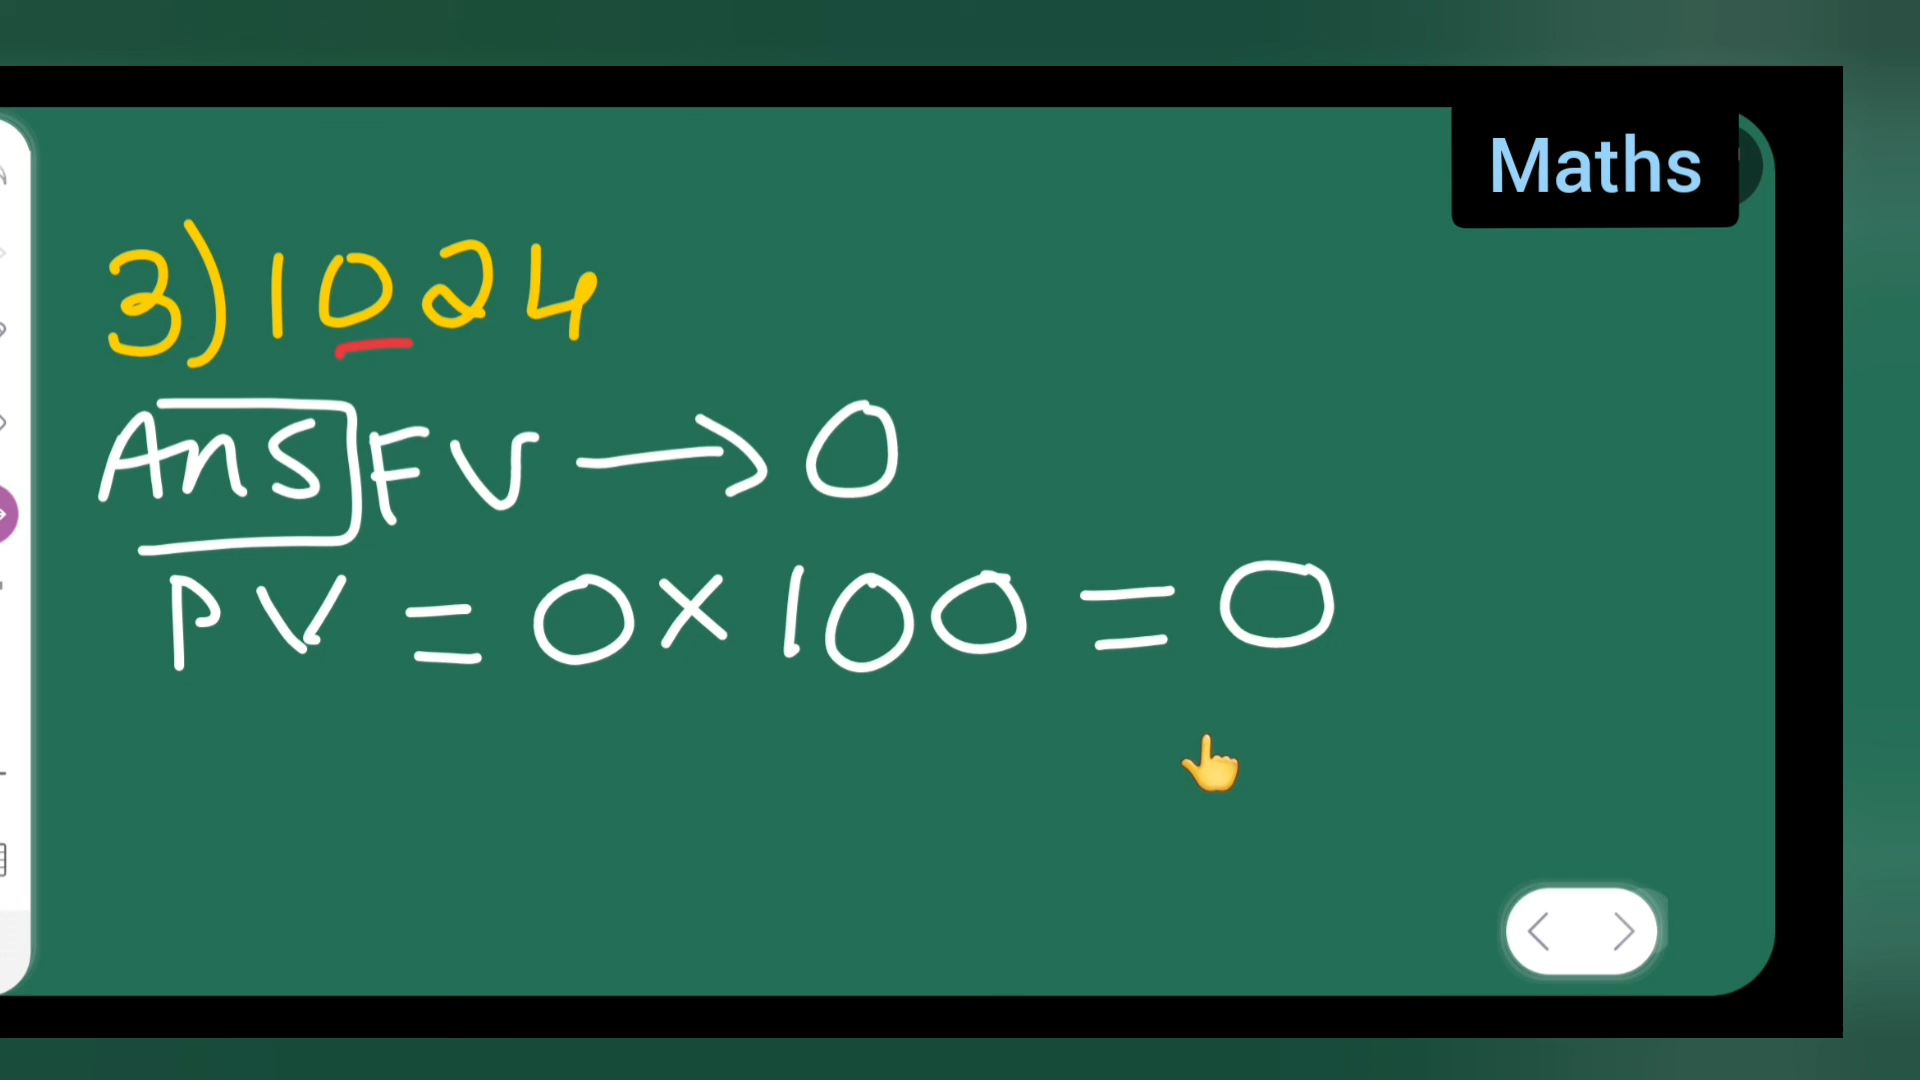 Maths
3) 1024
Ans] FV → 0
PV = 0 × 100 = 0